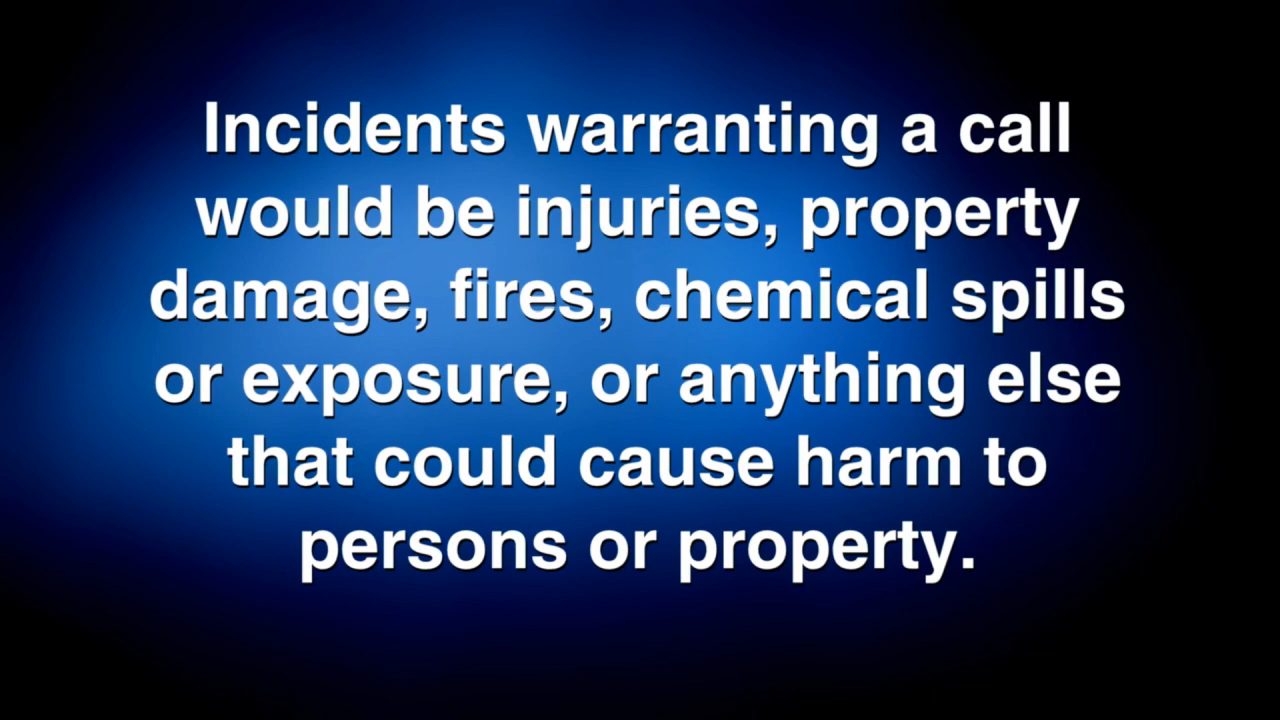 Incidents warranting a call
would be injuries, property
damage, fires, chemical spills
or exposure, or anything else
that could cause harm to
persons or property.